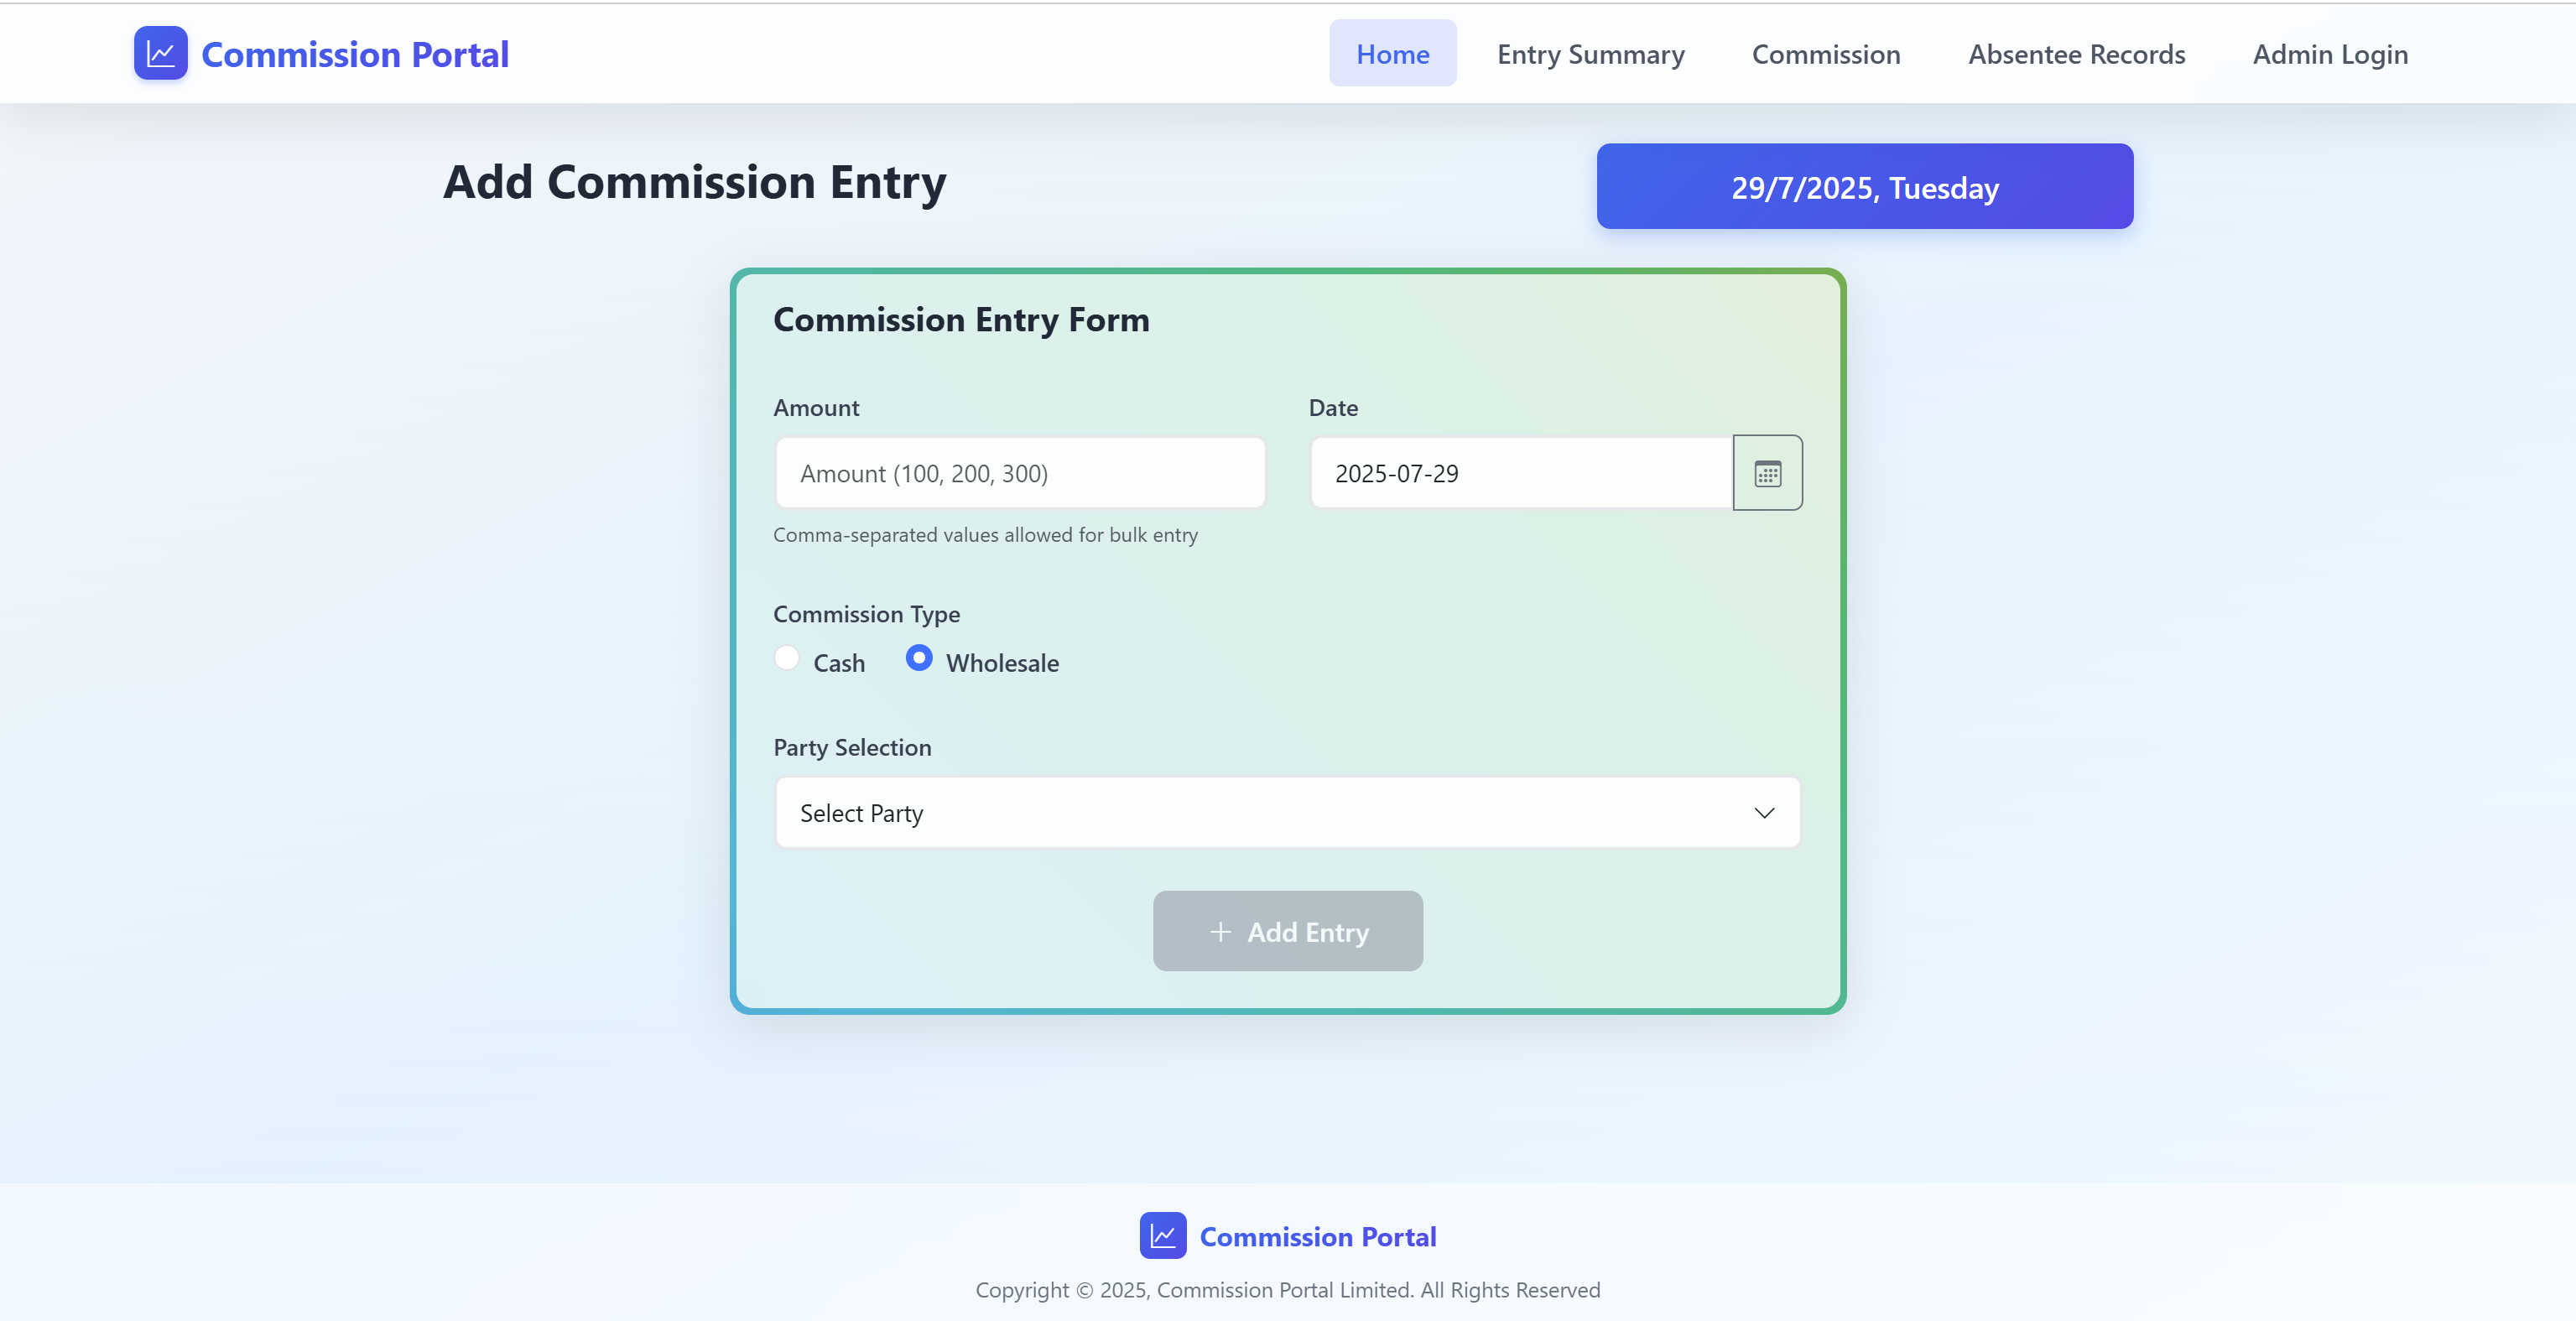 Commission Portal
Home Entry Summary Commission Absentee Records Admin Login
Add Commission Entry
29/7/2025, Tuesday
Commission Entry Form
Amount
Date
Amount (100, 200, 300)
2025-07-29
Comma-separated values allowed for bulk entry
Commission Type
Cash Wholesale
Party Selection
Select Party
+ Add Entry
Commission Portal
Copyright © 2025, Commission Portal Limited. All Rights Reserved